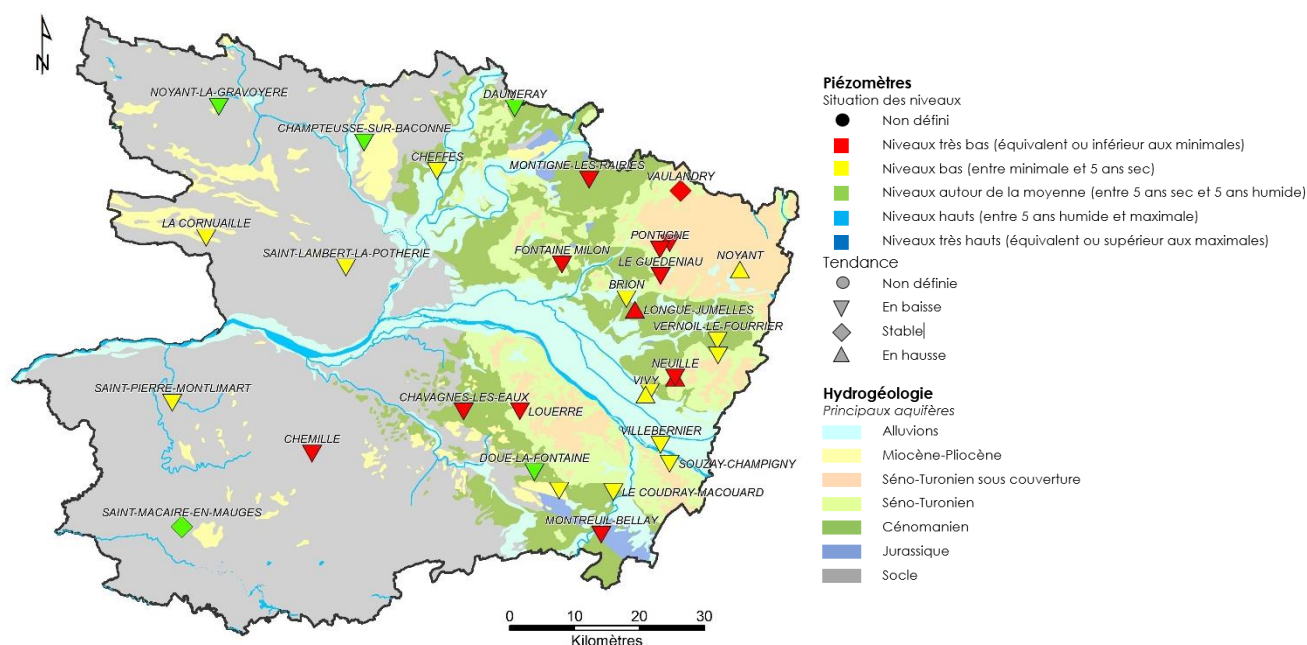 N
NOYANT-LA-GRAVOYERE
DAUMERAY
CHAMPTEUSSE-SUR-BACONNE
CHEFFES
MONTIGNE-LES-RAIRIES
VAULANDRY
LA CORNUAILLE
SAINT-LAMBERT-LA-POTHERIE
FONTAINE MILON
PONTIGNE
LE GUEDENIAU
NOYANT
BRION
LONGUE-JUMELLES
VERNOIL-LE-FOURRIER
NEUILLE
VIVY
SAINT-PIERRE-MONTLIMART
CHAVAGNES-LES-EAUX
LOUERRE
CHEMILLE
VILLEBERNIER
SOUZAY-CHAMPIGNY
DOUE-LA-FONTAINE
LE COUDRAY-MACOUARD
SAINT-MACAIRE-EN-MAUGES
MONTREUIL-BELLAY
0 10 20 30
Kilomètres
Piézomètres
Situation des niveaux
Non défini
Niveaux très bas (équivalent ou inférieur aux minimales)
Niveaux bas (entre minimale et 5 ans sec)
Niveaux autour de la moyenne (entre 5 ans sec et 5 ans humide)
Niveaux hauts (entre 5 ans humide et maximale)
Niveaux très hauts (équivalent ou supérieur aux maximales)
Tendance
Non définie
En baisse
Stable
En hausse
Hydrogéologie
Principaux aquifères
Alluvions
Miocène-Pliocène
Séno-Turonien sous couverture
Séno-Turonien
Cénomanien
Jurassique
Socle